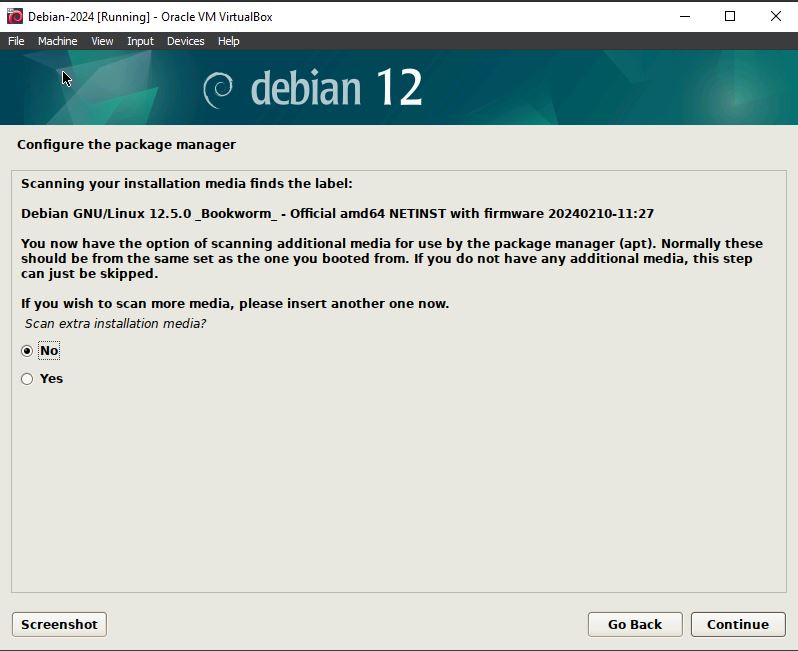 Debian-2024 [Running] - Oracle VM VirtualBox
File Machine View Input Devices Help
debian 12
Configure the package manager
Scanning your installation media finds the label:
Debian GNU/Linux 12.5.0 _Bookworm_ - Official amd64 NETINST with firmware 20240210-11:27
You now have the option of scanning additional media for use by the package manager (apt). Normally these
should be from the same set as the one you booted from. If you do not have any additional media, this step
can just be skipped.
If you wish to scan more media, please insert another one now.
Scan extra installation media?
No
Yes
Screenshot Go Back Continue